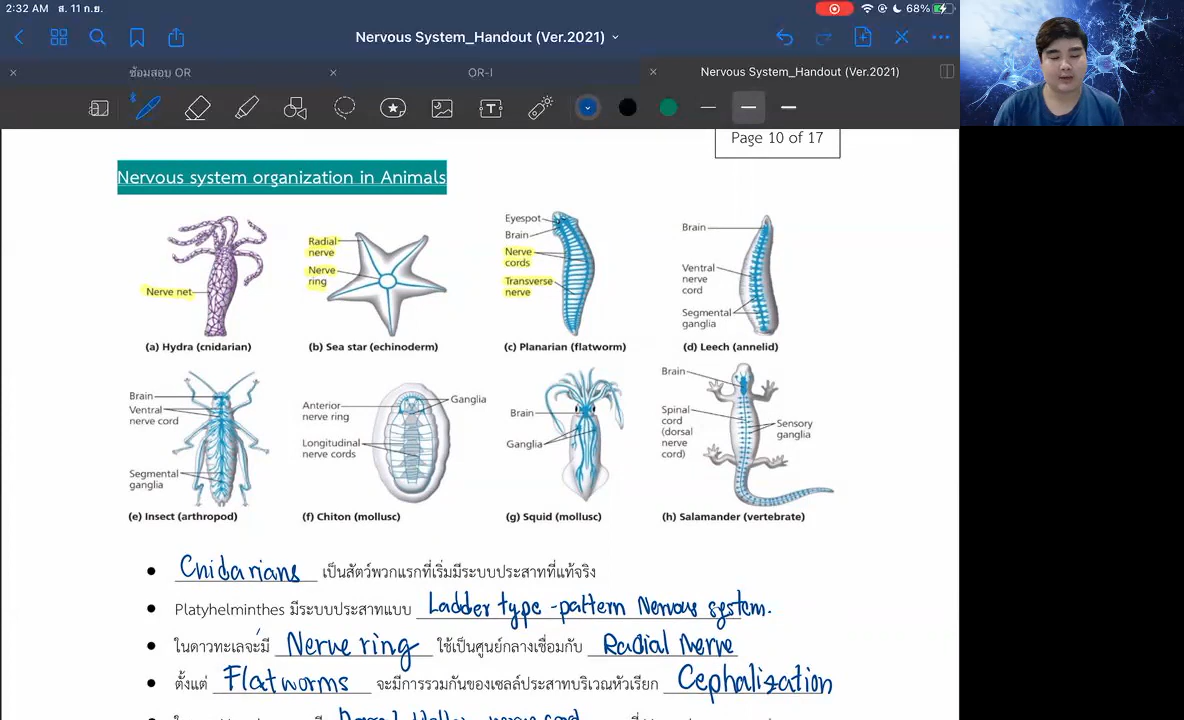 2:32 AM ส. 11 ก.ย.
68%
Nervous System_Handout (Ver.2021)
ซ้อมสอบ OR
OR-I
Nervous System_Handout (Ver.2021)
Page 10 of 17
Nervous system organization in Animals
Nerve net
(a) Hydra (cnidarian)
Radial
nerve
Nerve
ring
(b) Sea star (echinoderm)
Eyespot
Brain
Nerve
cords
Transverse
nerve
(c) Planarian (flatworm)
Brain
Ventral
nerve
cord
Segmental
ganglia
(d) Leech (annelid)
Brain
Ventral
nerve cord
Segmental
ganglia
(e) Insect (arthropod)
Anterior
nerve ring
Ganglia
Longitudinal
nerve cords
(f) Chiton (mollusc)
Brain
Ganglia
(g) Squid (mollusc)
Brain
Spinal
cord
(dorsal
nerve
cord)
Sensory
ganglia
(h) Salamander (vertebrate)
Cnidarians เป็นสัตว์พวกแรกที่เริ่มมีระบบประสาทที่แท้จริง
Platyhelminthes มีระบบประสาทแบบ Ladder type-pattern Nervous system.
ในดาวทะเลจะมี Nerve ring ใช้เป็นศูนย์กลางเชื่อมกับ Radial nerve
ตั้งแต่ Flatworms จะมีการรวมกันของเซลล์ประสาทบริเวณหัวเรียก Cephalization